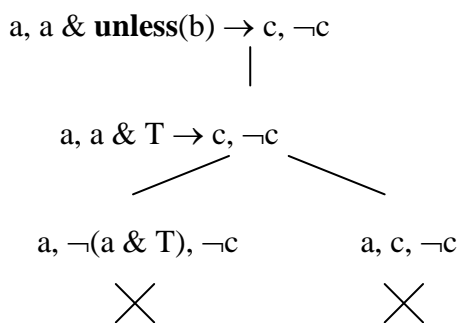 a, a & unless(b) → c, ¬c
a, a & T → c, ¬c
a, ¬(a & T), ¬c a, c, ¬c